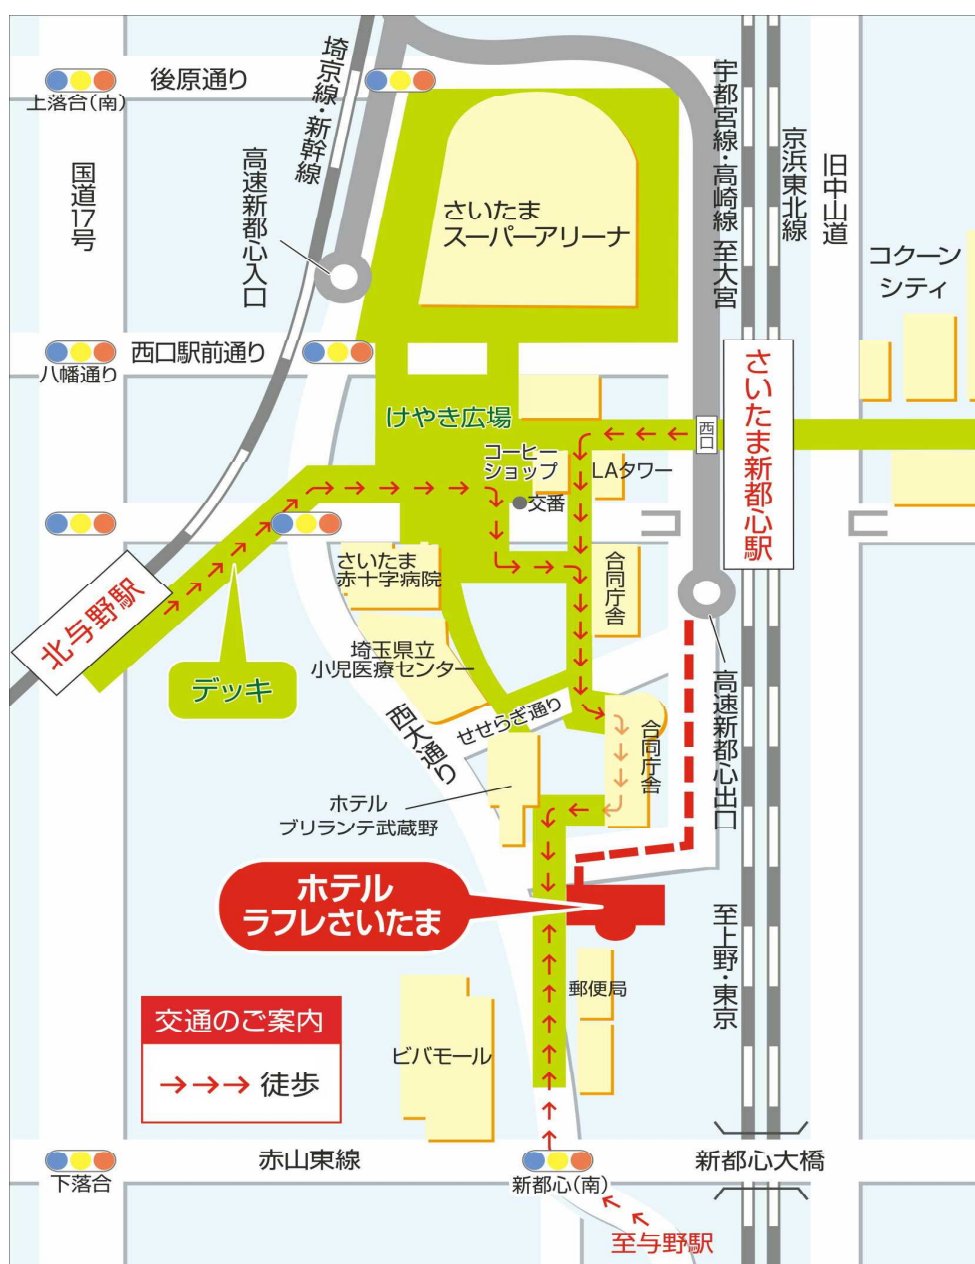 後原通り
上落合(南)
埼京線・新幹線
宇都宮線・高崎線 至大宮
京浜東北線
旧中山道
国道17号
高速新都心入口
さいたま
スーパーアリーナ
コクーン
シティ
西口駅前通り
八幡通り
さいたま新都心駅
けやき広場
西口
コーヒー
ショップ
LAタワー
交番
さいたま
赤十字病院
合同庁舎
北与野駅
埼玉県立
小児医療センター
デッキ
西大通り
せせらぎ通り
合同庁舎
高速新都心出口
ホテル
ブリランテ武蔵野
ホテル
ラフレさいたま
至上野・東京
郵便局
交通のご案内
→→→徒歩
ビバモール
赤山東線
新都心大橋
下落合
新都心(南)
至与野駅